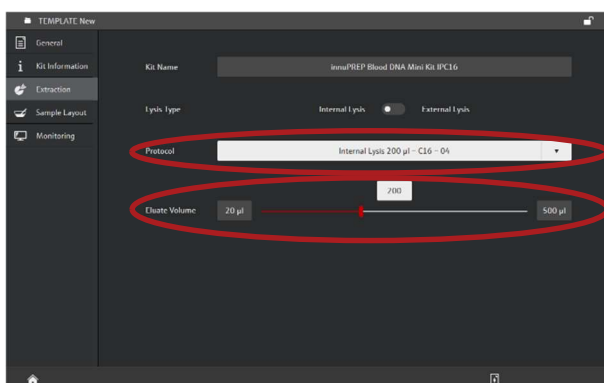 TEMPLATE New
General
Kit Information
Extraction
Sample Layout
Monitoring
Kit Name innuPREP Blood DNA Mini Kit IPC16
Lysis Type Internal Lysis External Lysis
Protocol Internal Lysis 200 µl - C16 - 04
200
Eluate Volume 20 µl 500 µl